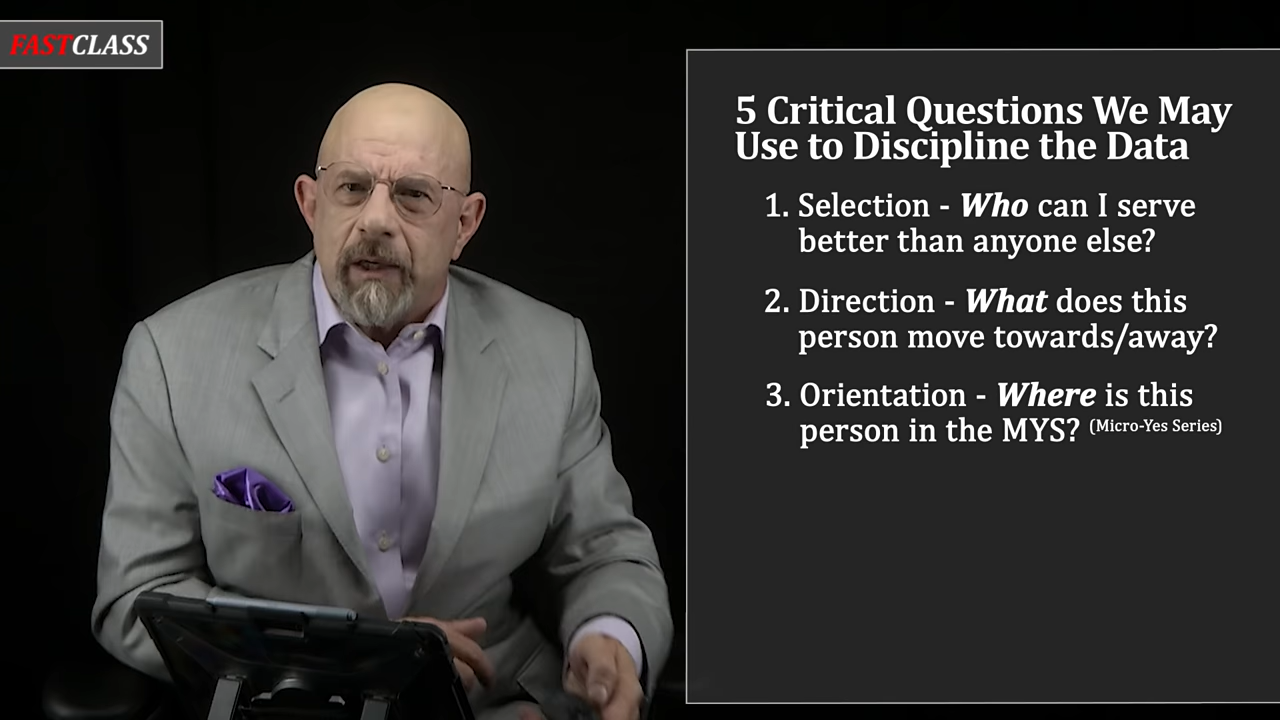 FASTCLASS
5 Critical Questions We May
Use to Discipline the Data
1. Selection - Who can I serve
better than anyone else?
2. Direction - What does this
person move towards/away?
3. Orientation - Where is this
person in the MYS? (Micro-Yes Series)